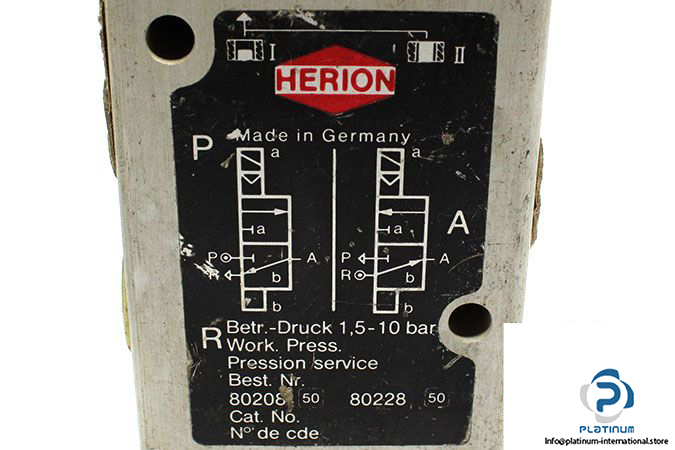 I II
HERION
Made in Germany
P a a
a a A
P A P A
R b R b
b b
R Betr.-Druck 1,5-10 bar
Work. Press.
Pression service
Best. Nr.
80208 50 80228 50
Cat. No.
N° de cde
PLATINUM
Info@platinum-international.store